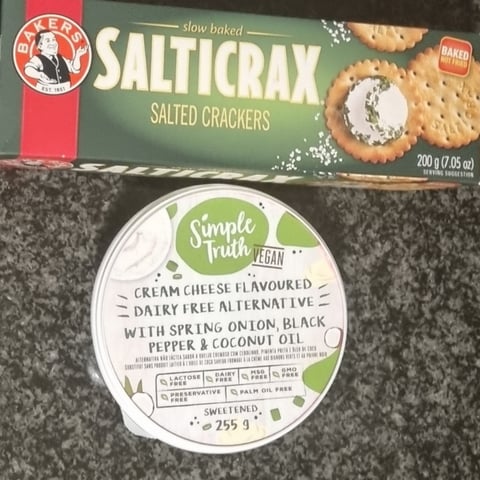 BAKERS
EST. 1851
slow baked
SALTICRAX
SALTED CRACKERS
BAKED
NOT FRIED
200 g (7.05 oz)
SERVING SUGGESTION
SALTICRAX
Simple
Truth
VEGAN
CREAM CHEESE FLAVOURED
DAIRY FREE ALTERNATIVE
WITH SPRING ONION, BLACK
PEPPER & COCONUT OIL
LACTOSE FREE
DAIRY FREE
MSG FREE
GMO FREE
PRESERVATIVE FREE
PALM OIL FREE
SWEETENED
255 g